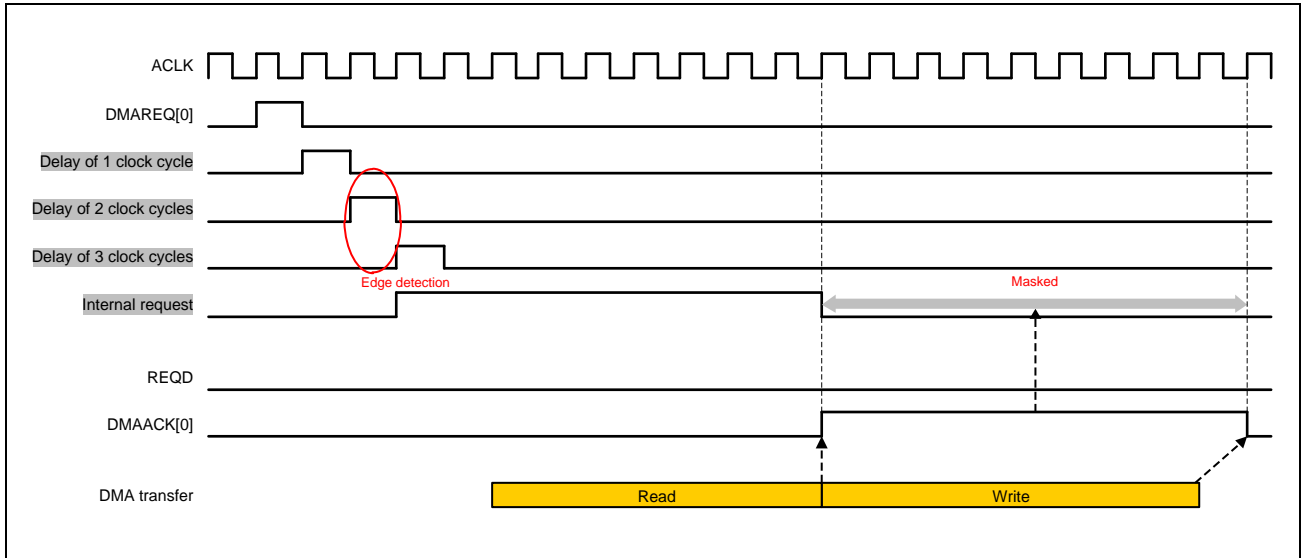 ACLK
DMAREQ[0]
Delay of 1 clock cycle
Delay of 2 clock cycles
Delay of 3 clock cycles
Edge detection
Masked
Internal request
REQD
DMAACK[0]
DMA transfer
Read
Write